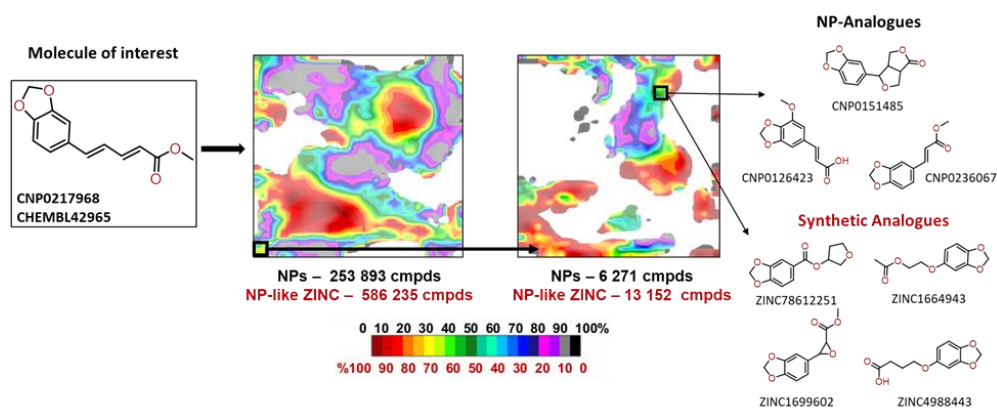 Molecule of interest
O
O
O
O
CNP0217968
CHEMBL42965
NPs – 253 893 cmpds
NP-like ZINC – 586 235 cmpds
NPs – 6 271 cmpds
NP-like ZINC – 13 152 cmpds
0 10 20 30 40 50 60 70 80 90 100%
%100 90 80 70 60 50 40 30 20 10 0
NP-Analogues
O
O
O
O
O
CNP0151485
O
O
O
O
OH
CNP0126423
O
O
O
O
CNP0236067
Synthetic Analogues
O
O
O
O
O
ZINC78612251
O
O
O
O
O
ZINC1664943
O
O
O
O
O
ZINC1699602
O
OH
O
O
O
ZINC4988443